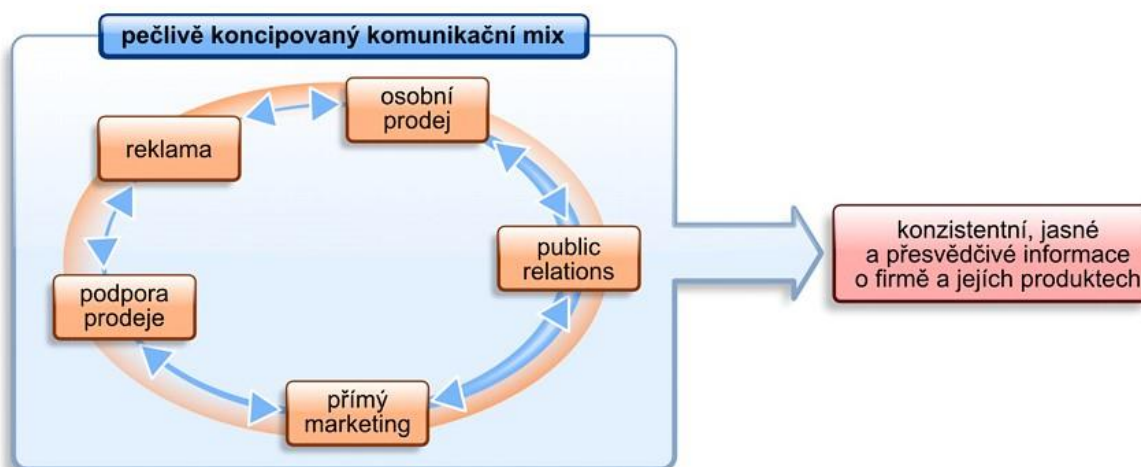 pečlivě koncipovaný komunikační mix
osobní
prodej
reklama
public
relations
podpora
prodeje
přímý
marketing
konzistentní, jasné
a přesvědčivé informace
o firmě a jejích produktech